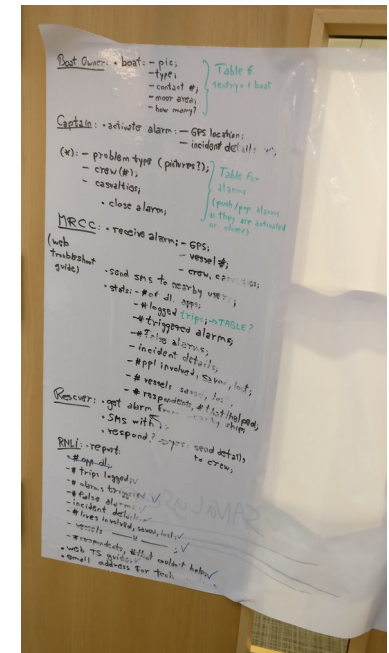 Boat Owner: • boat: - pic;
- type;
- contact #;
- moor area;
- how many?
Table 6
boat
Captain: • activate alarm: - GPS location;
- incident details
(*): - problem type (pictures?);
- crew (#);
- casualties;
• close alarm;
Table for
alarms
(push/pop alarms
as they are activated
or closed)
MRCC: • receive alarm; - GPS;
- vessel #;
- crew,
(web
troubleshoot
guide)
• send SMS to nearby users;
• stats: - # of dl. apps;
- # logged trips; → TABLE?
- # triggered alarms;
- # false alarms;
- incident details;
- # ppl involved, saved, lost;
- # vessels saved, lost;
- # respondents, # that helped;
Rescuer: • get alarm from nearby ships
• SMS with
• respond? → yes: send details
to crew;
RNLI: • report:
- # app dl.
- # trips logged; ✓
- # alarms triggered ✓
- # false alarms ✓
- incident details ✓
- # lives involved, saved, lost; ✓
- vessels — " — ; ✓
- # respondents, # that couldn't help; ✓
• web TS guide; ✓
• email address for tech